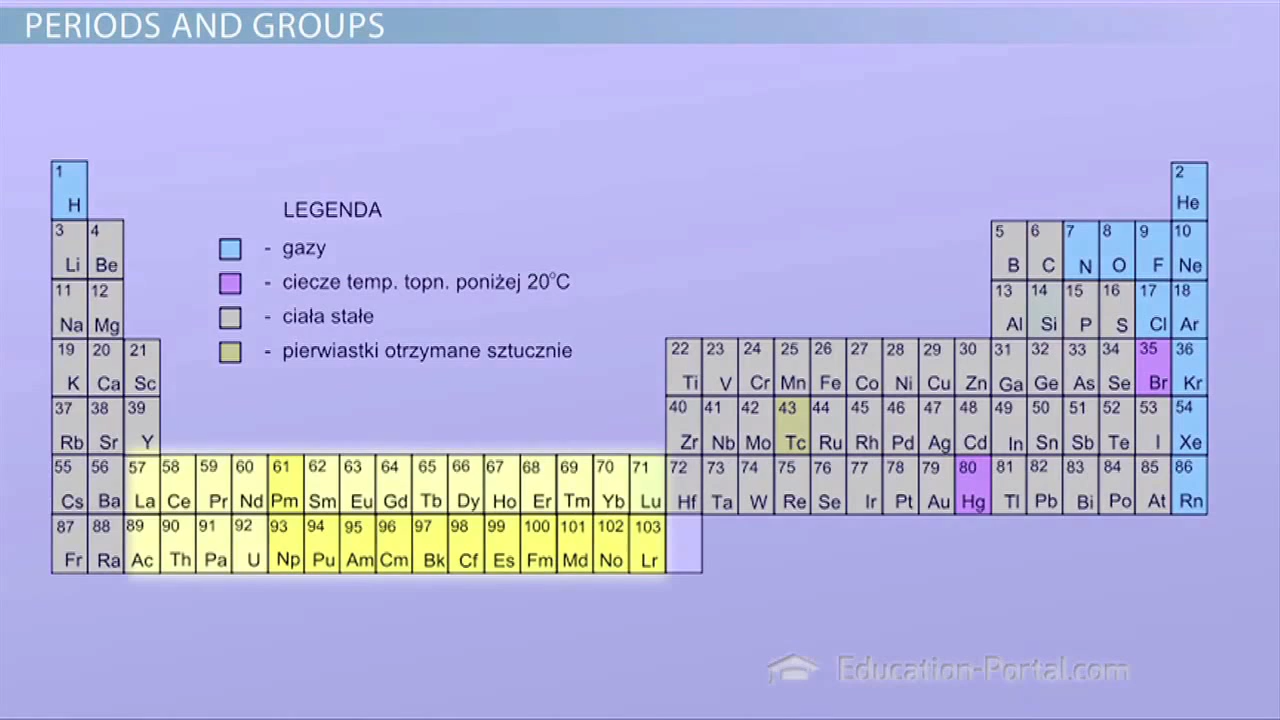 PERIODS AND GROUPS
1 2
H He
LEGENDA
- gazy
- ciecze temp. topn. poniżej 20°C
- ciała stałe
- pierwiastki otrzymane sztucznie
3 4 5 6 7 8 9 10
Li Be B C N O F Ne
11 12 13 14 15 16 17 18
Na Mg Al Si P S Cl Ar
19 20 21 22 23 24 25 26 27 28 29 30 31 32 33 34 35 36
K Ca Sc Ti V Cr Mn Fe Co Ni Cu Zn Ga Ge As Se Br Kr
37 38 39 40 41 42 43 44 45 46 47 48 49 50 51 52 53 54
Rb Sr Y Zr Nb Mo Tc Ru Rh Pd Ag Cd In Sn Sb Te I Xe
55 56 57 58 59 60 61 62 63 64 65 66 67 68 69 70 71 72 73 74 75 76 77 78 79 80 81 82 83 84 85 86
Cs Ba La Ce Pr Nd Pm Sm Eu Gd Tb Dy Ho Er Tm Yb Lu Hf Ta W Re Se Ir Pt Au Hg Tl Pb Bi Po At Rn
87 88 89 90 91 92 93 94 95 96 97 98 99 100 101 102 103
Fr Ra Ac Th Pa U Np Pu Am Cm Bk Cf Es Fm Md No Lr
Education-Portal.com